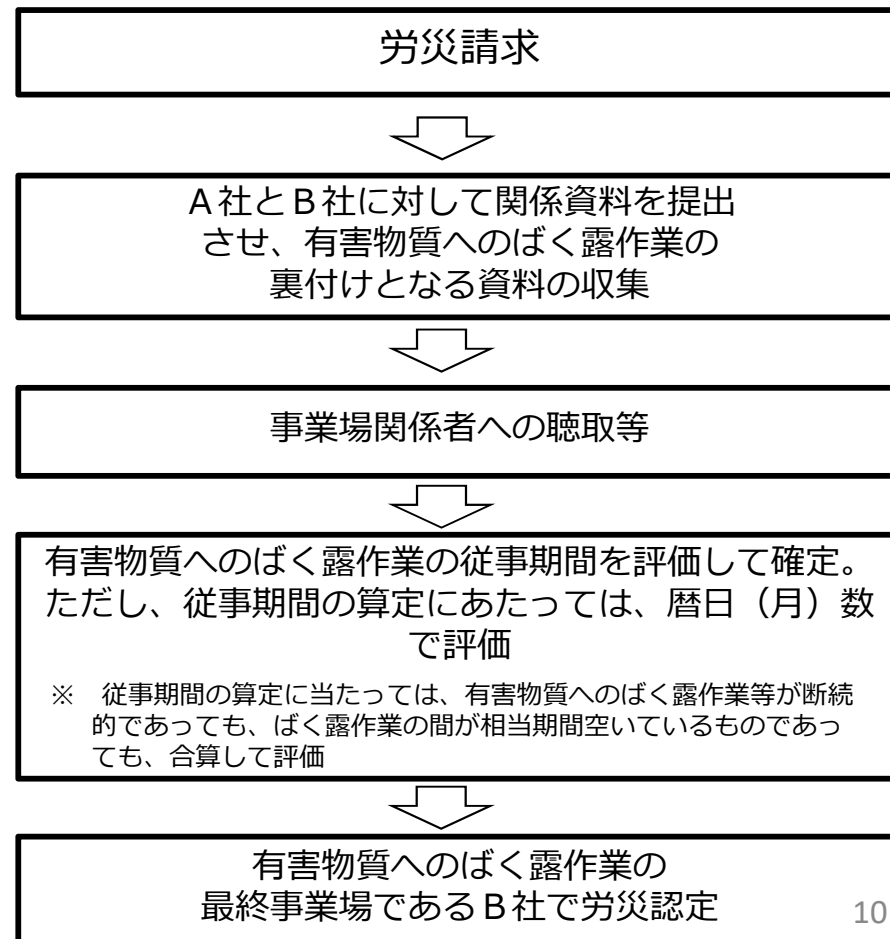 労災請求
A社とB社に対して関係資料を提出
させ、有害物質へのばく露作業の
裏付けとなる資料の収集
事業場関係者への聴取等
有害物質へのばく露作業の従事期間を評価して確定。
ただし、従事期間の算定にあたっては、暦日（月）数
で評価
※　従事期間の算定に当たっては、有害物質へのばく露作業等が断続
的であっても、ばく露作業の間が相当期間空いているものであっ
ても、合算して評価
有害物質へのばく露作業の
最終事業場であるB社で労災認定
10